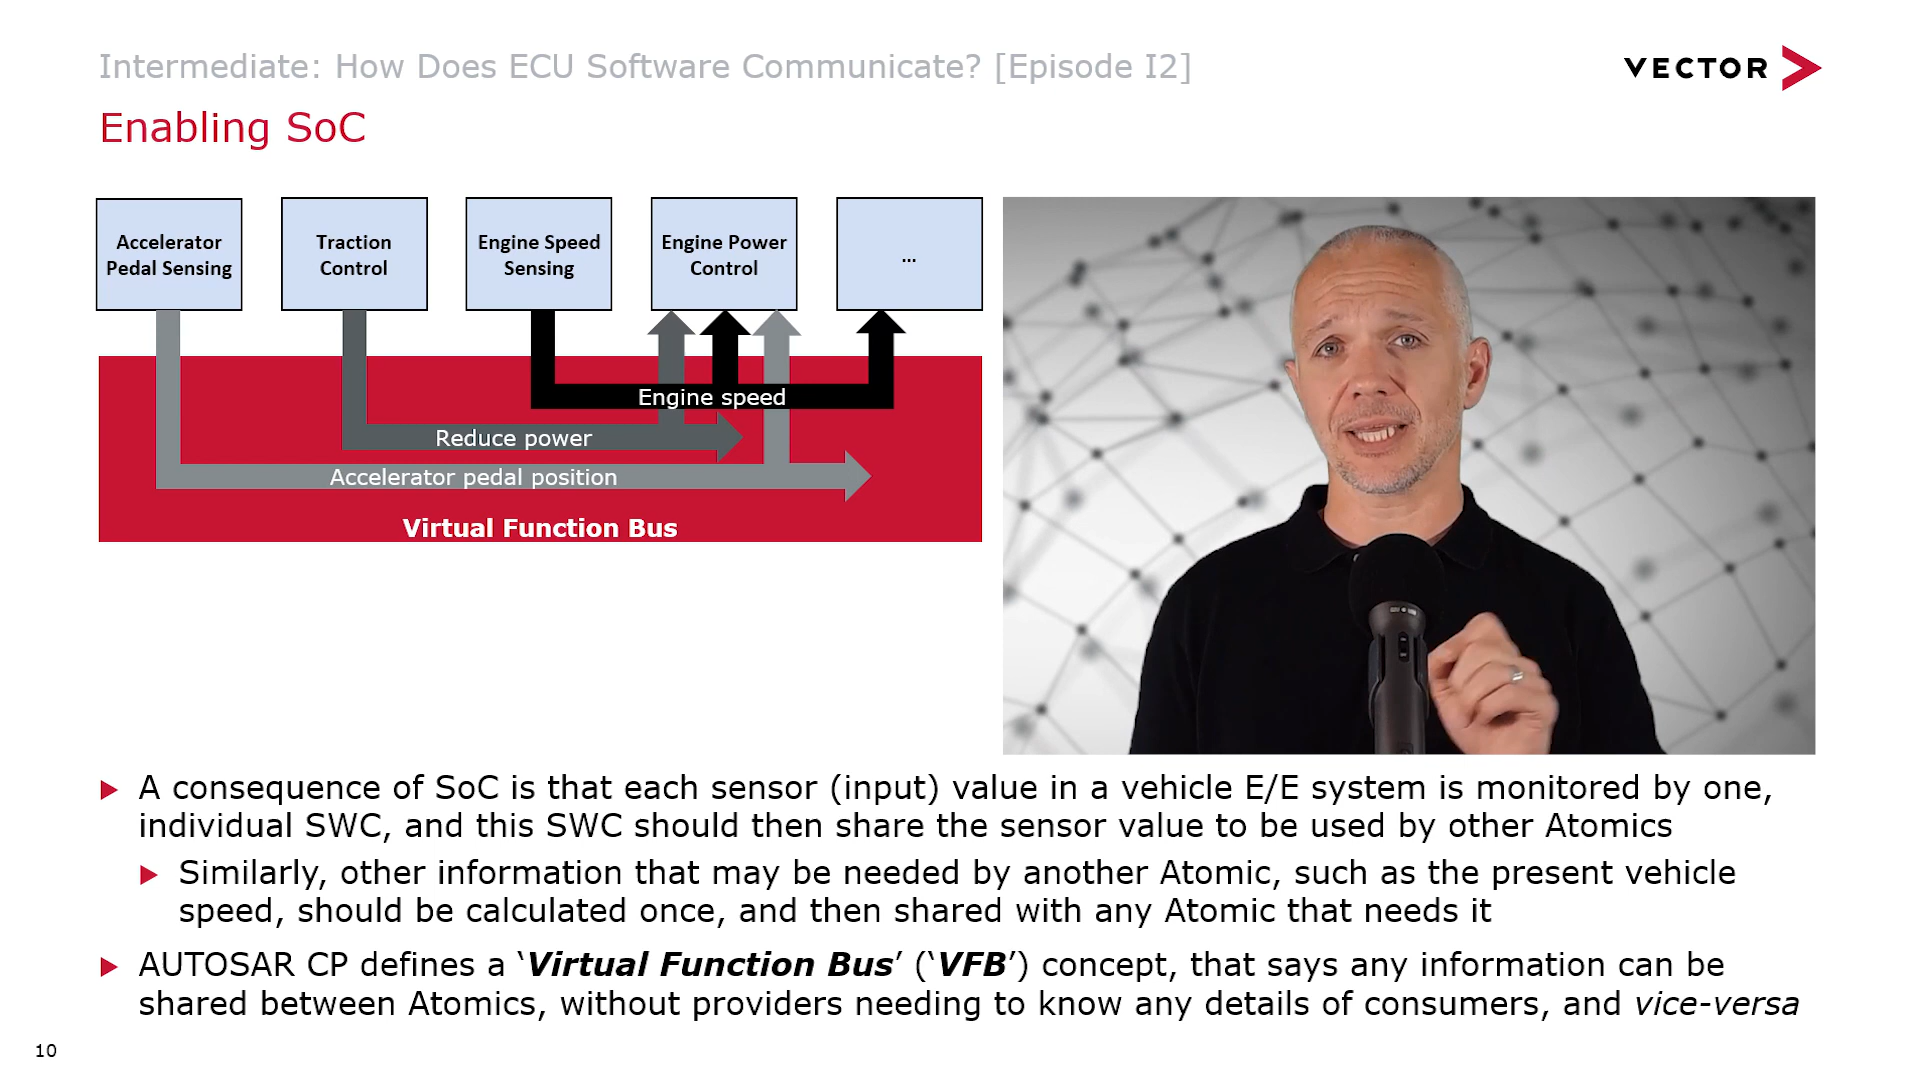 Intermediate: How Does ECU Software Communicate? [Episode I2]
VECTOR
Enabling SoC
Accelerator
Pedal Sensing
Traction
Control
Engine Speed
Sensing
Engine Power
Control
...
Engine speed
Reduce power
Accelerator pedal position
Virtual Function Bus
A consequence of SoC is that each sensor (input) value in a vehicle E/E system is monitored by one,
individual SWC, and this SWC should then share the sensor value to be used by other Atomics
Similarly, other information that may be needed by another Atomic, such as the present vehicle
speed, should be calculated once, and then shared with any Atomic that needs it
AUTOSAR CP defines a ‘Virtual Function Bus’ (‘VFB’) concept, that says any information can be
shared between Atomics, without providers needing to know any details of consumers, and vice-versa
10